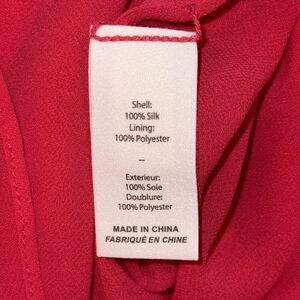 Shell:
100% Silk
Lining:
100% Polyester
--
Exterieur:
100% Soie
Doublure:
100% Polyester
MADE IN CHINA
FABRIQUÉ EN CHINE